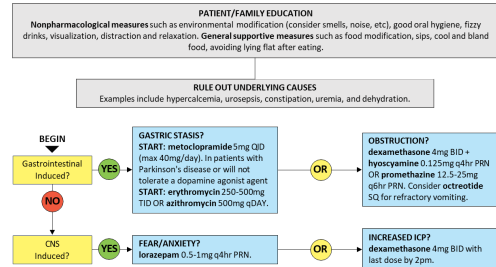 PATIENT/FAMILY EDUCATION
Nonpharmacological measures such as environmental modification (consider smells, noise, etc), good oral hygiene, fizzy
drinks, visualization, distraction and relaxation. General supportive measures such as food modification, sips, cool and bland
food, avoiding lying flat after eating.
RULE OUT UNDERLYING CAUSES
Examples include hypercalcemia, urosepsis, constipation, uremia, and dehydration.
BEGIN
Gastrointestinal
Induced?
YES
GASTRIC STASIS?
START: metoclopramide 5mg QID
(max 40mg/day). In patients with
Parkinson's disease or will not
tolerate a dopamine agonist agent
START: erythromycin 250-500mg
TID OR azithromycin 500mg qDAY.
OR
OBSTRUCTION?
dexamethasone 4mg BID +
hyoscyamine 0.125mg q4hr PRN
OR promethazine 12.5-25mg
q6hr PRN. Consider octreotide
SQ for refractory vomiting.
NO
CNS
Induced?
YES
FEAR/ANXIETY?
lorazepam 0.5-1mg q4hr PRN.
OR
INCREASED ICP?
dexamethasone 4mg BID with
last dose by 2pm.